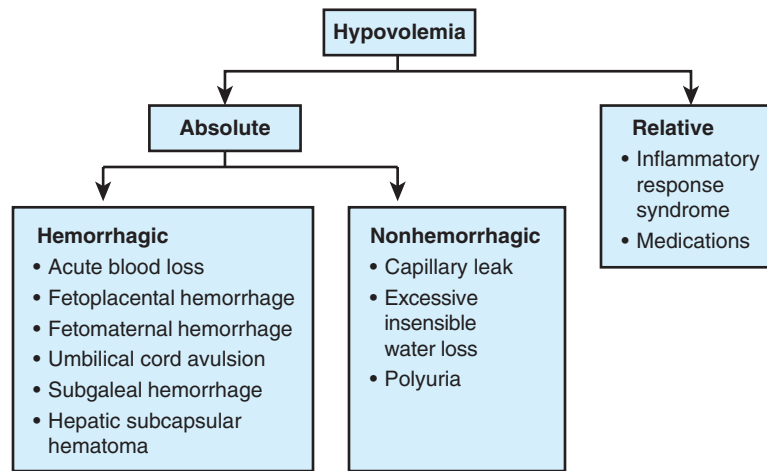 Hypovolemia
Absolute
Relative
• Inflammatory
response
syndrome
• Medications
Hemorrhagic
• Acute blood loss
• Fetoplacental hemorrhage
• Fetomaternal hemorrhage
• Umbilical cord avulsion
• Subgaleal hemorrhage
• Hepatic subcapsular
hematoma
Nonhemorrhagic
• Capillary leak
• Excessive
insensible
water loss
• Polyuria